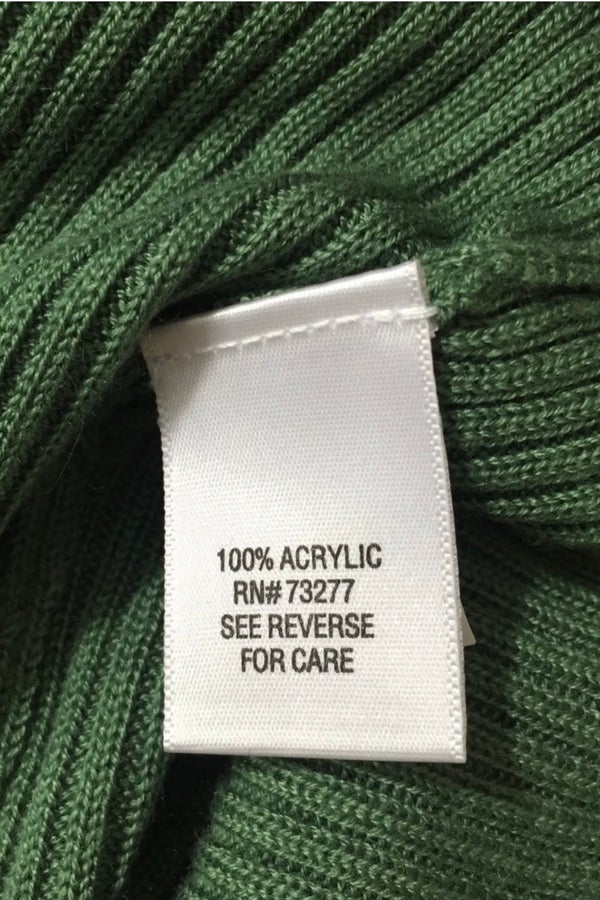 100% ACRYLIC
RN# 73277
SEE REVERSE
FOR CARE